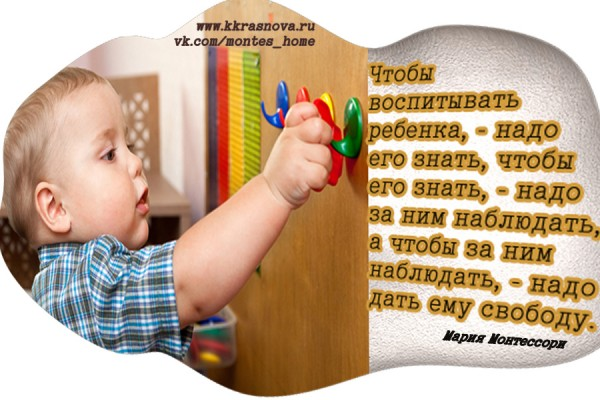 www.kkrasnova.ru
vk.com/montes_home
Чтобы
воспитывать
ребенка, - надо
его знать, чтобы
его знать, - надо
за ним наблюдать,
а чтобы за ним
наблюдать, - надо
дать ему свободу.
Мария Монтессори